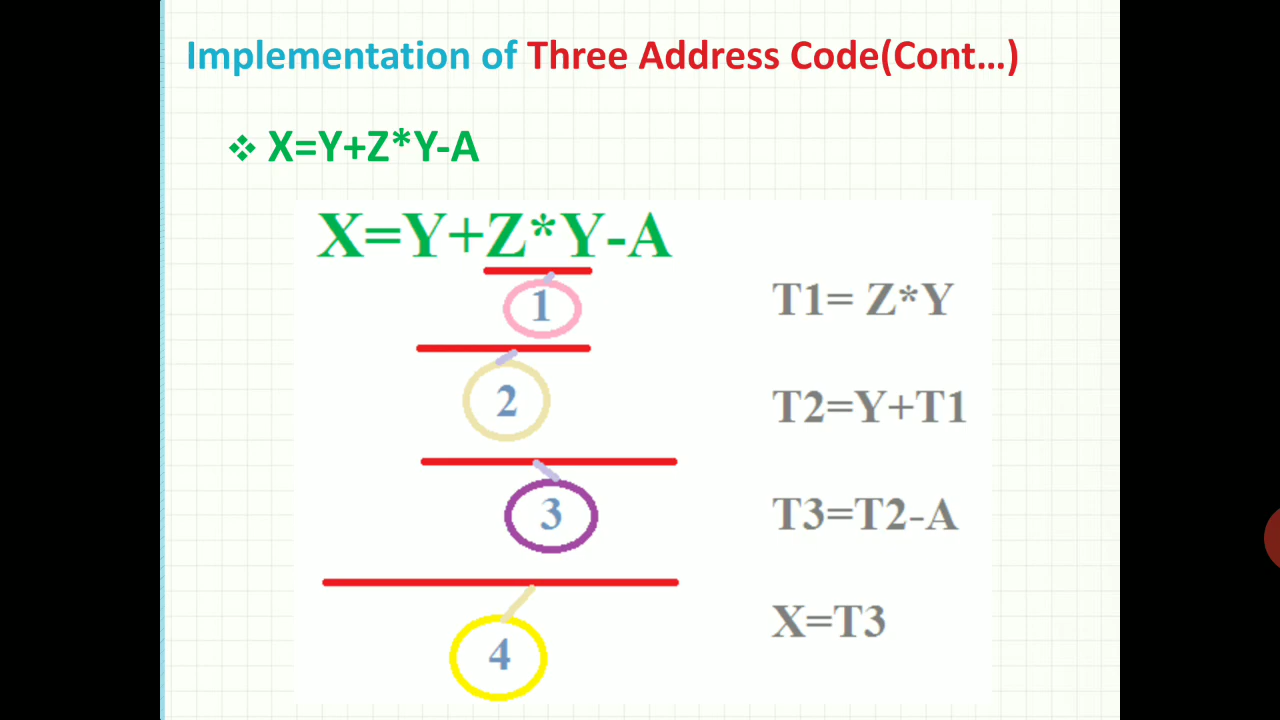 Implementation of Three Address Code(Cont...)
❖ X=Y+Z*Y-A
X=Y+Z*Y-A
1
T1= Z*Y
2
T2=Y+T1
3
T3=T2-A
X=T3
4